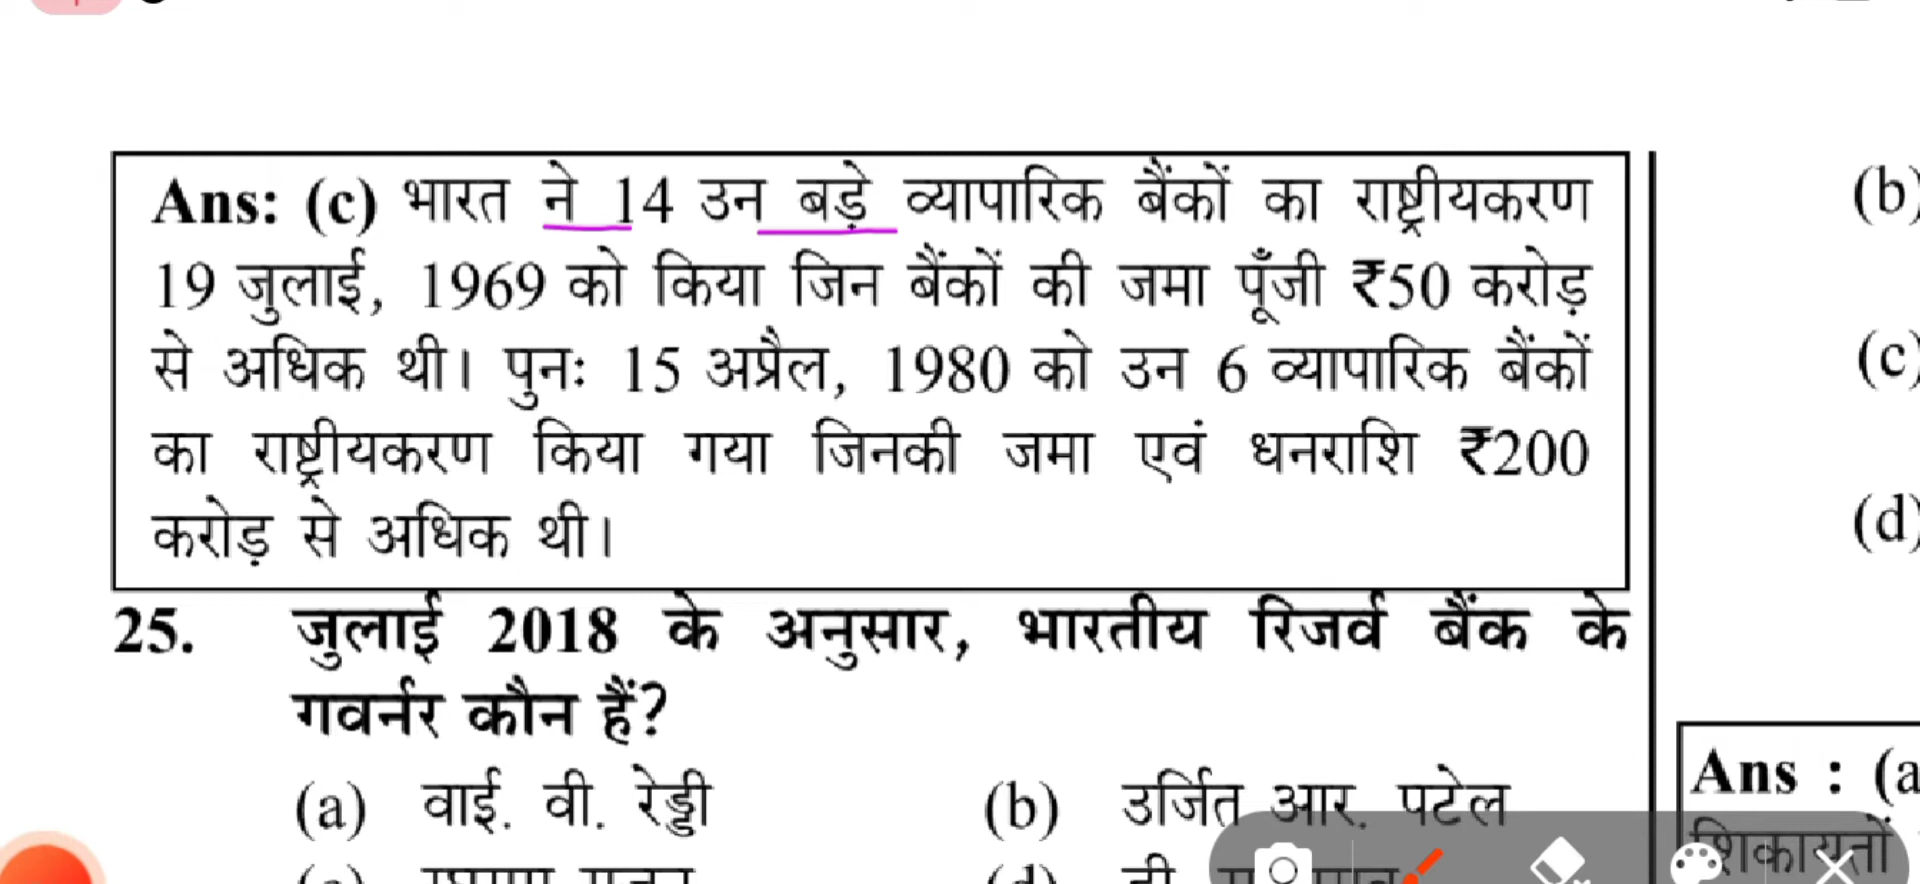 Ans: (c) भारत ने 14 उन बड़े व्यापारिक बैंकों का राष्ट्रीयकरण
19 जुलाई, 1969 को किया जिन बैंकों की जमा पूँजी ₹50 करोड़
से अधिक थी। पुनः 15 अप्रैल, 1980 को उन 6 व्यापारिक बैंकों
का राष्ट्रीयकरण किया गया जिनकी जमा एवं धनराशि ₹200
करोड़ से अधिक थी।
25. जुलाई 2018 के अनुसार, भारतीय रिजर्व बैंक के
गवर्नर कौन हैं?
(a) वाई. वी. रेड्डी (b) उर्जित आर. पटेल
(b)
(c)
(d)
Ans : (a
शिकायतों